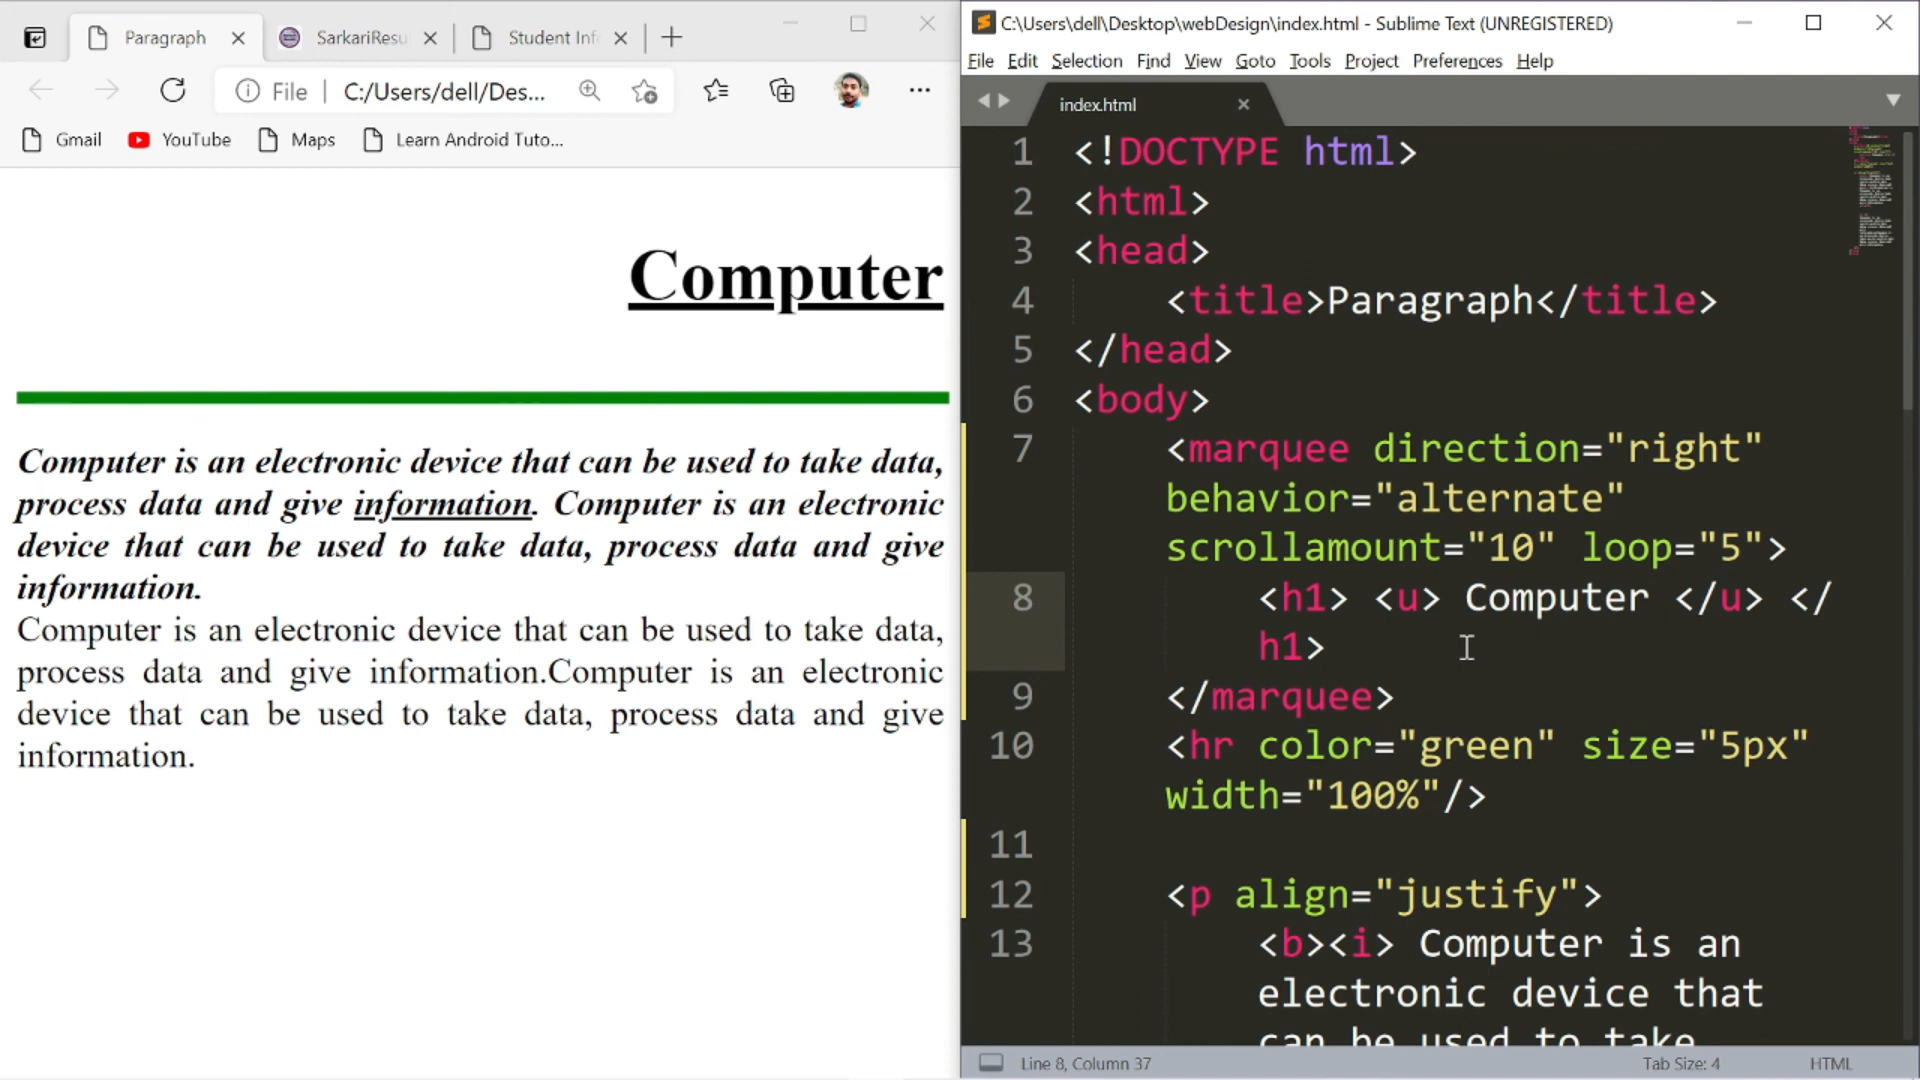 Paragraph
SarkariResu
Student Inf
File
C:/Users/dell/Des...
Gmail
YouTube
Maps
Learn Android Tuto...
Computer
Computer is an electronic device that can be used to take data,
process data and give information. Computer is an electronic
device that can be used to take data, process data and give
information.
Computer is an electronic device that can be used to take data,
process data and give information.Computer is an electronic
device that can be used to take data, process data and give
information.
C:\Users\dell\Desktop\webDesign\index.html - Sublime Text (UNREGISTERED)
File Edit Selection Find View Goto Tools Project Preferences Help
index.html
1 <!DOCTYPE html>
2 <html>
3 <head>
4 <title>Paragraph</title>
5 </head>
6 <body>
7 <marquee direction="right"
behavior="alternate"
scrollamount="10" loop="5">
8 <h1> <u> Computer </u> </
h1>
9 </marquee>
10 <hr color="green" size="5px"
width="100%"/>
11
12 <p align="justify">
13 <b><i> Computer is an
electronic device that
can be used to take
Line 8, Column 37
Tab Size: 4
HTML